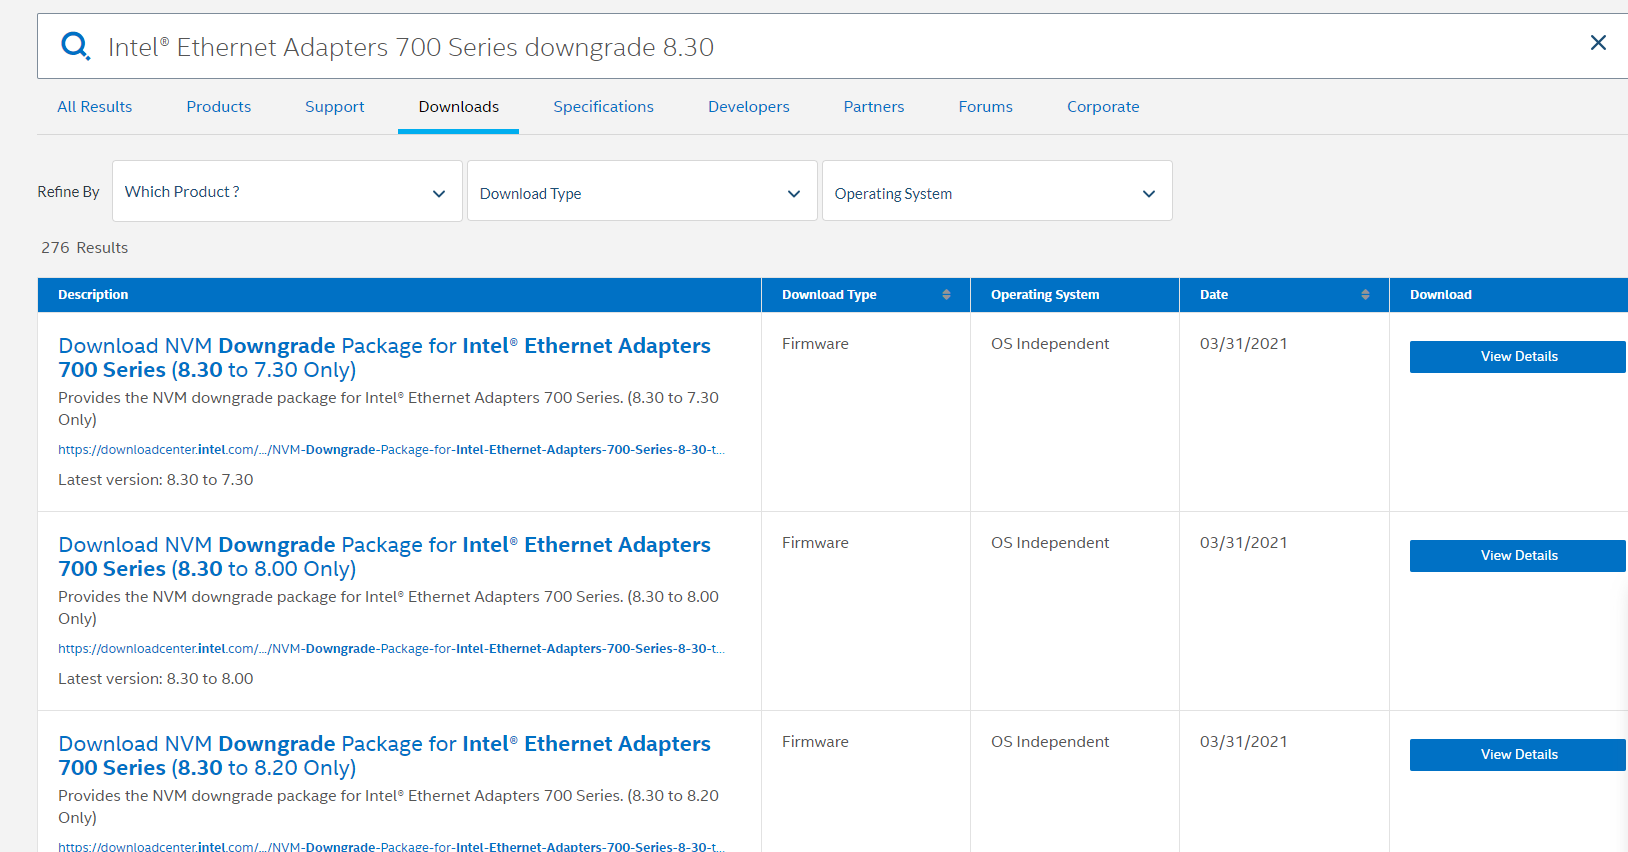 Intel® Ethernet Adapters 700 Series downgrade 8.30
All Results Products Support Downloads Specifications Developers Partners Forums Corporate
Refine By Which Product ? Download Type Operating System
276 Results
Description Download Type Operating System Date Download
Download NVM Downgrade Package for Intel® Ethernet Adapters
700 Series (8.30 to 7.30 Only)
Provides the NVM downgrade package for Intel® Ethernet Adapters 700 Series. (8.30 to 7.30
Only)
https://downloadcenter.intel.com/.../NVM-Downgrade-Package-for-Intel-Ethernet-Adapters-700-Series-8-30-t...
Latest version: 8.30 to 7.30
Firmware
OS Independent
03/31/2021
View Details
Download NVM Downgrade Package for Intel® Ethernet Adapters
700 Series (8.30 to 8.00 Only)
Provides the NVM downgrade package for Intel® Ethernet Adapters 700 Series. (8.30 to 8.00
Only)
https://downloadcenter.intel.com/.../NVM-Downgrade-Package-for-Intel-Ethernet-Adapters-700-Series-8-30-t...
Latest version: 8.30 to 8.00
Firmware
OS Independent
03/31/2021
View Details
Download NVM Downgrade Package for Intel® Ethernet Adapters
700 Series (8.30 to 8.20 Only)
Provides the NVM downgrade package for Intel® Ethernet Adapters 700 Series. (8.30 to 8.20
Only)
https://downloadcenter.intel.com/.../NVM-Downgrade-Package-for-Intel-Ethernet-Adapters-700-Series-8-30-t...
Firmware
OS Independent
03/31/2021
View Details